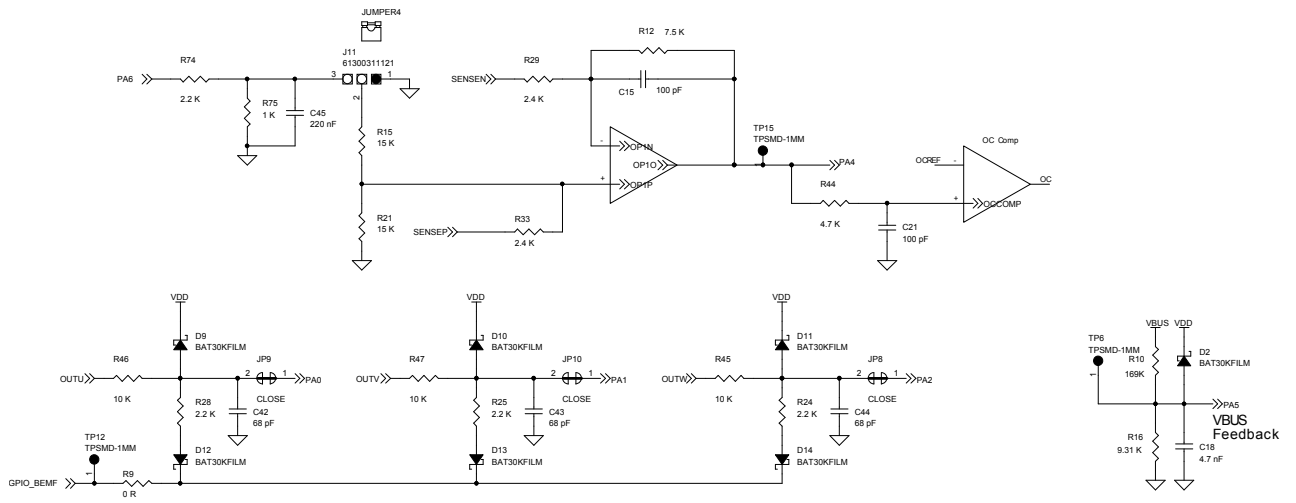 JUMPER4
J11
61300311121
PA6
R74
2.2 K
R75
1 K
C45
220 nF
3
1
2
R15
15 K
R21
15 K
SENSEN
R29
2.4 K
R12 7.5 K
C15
100 pF
-
OP1N
OP1O
+
OP1P
SENSEP
R33
2.4 K
TP15
TPSMD-1MM
1
PA4
R44
4.7 K
C21
100 pF
OC Comp
OCREF
-
+
OCCOMP
OC
VDD
D9
BAT30KFILM
R46
OUTU
10 K
JP9
2
1
PA0
CLOSE
R28
2.2 K
C42
68 pF
D12
BAT30KFILM
TP12
TPSMD-1MM
1
GPIO_BEMF
R9
0 R
VDD
D10
BAT30KFILM
R47
OUTV
10 K
JP10
2
1
PA1
CLOSE
R25
2.2 K
C43
68 pF
D13
BAT30KFILM
VDD
D11
BAT30KFILM
R45
OUTW
10 K
JP8
2
1
PA2
CLOSE
R24
2.2 K
C44
68 pF
D14
BAT30KFILM
VBUS VDD
TP6
TPSMD-1MM
1
R10
169K
D2
BAT30KFILM
PA5
VBUS
Feedback
R16
9.31 K
C18
4.7 nF